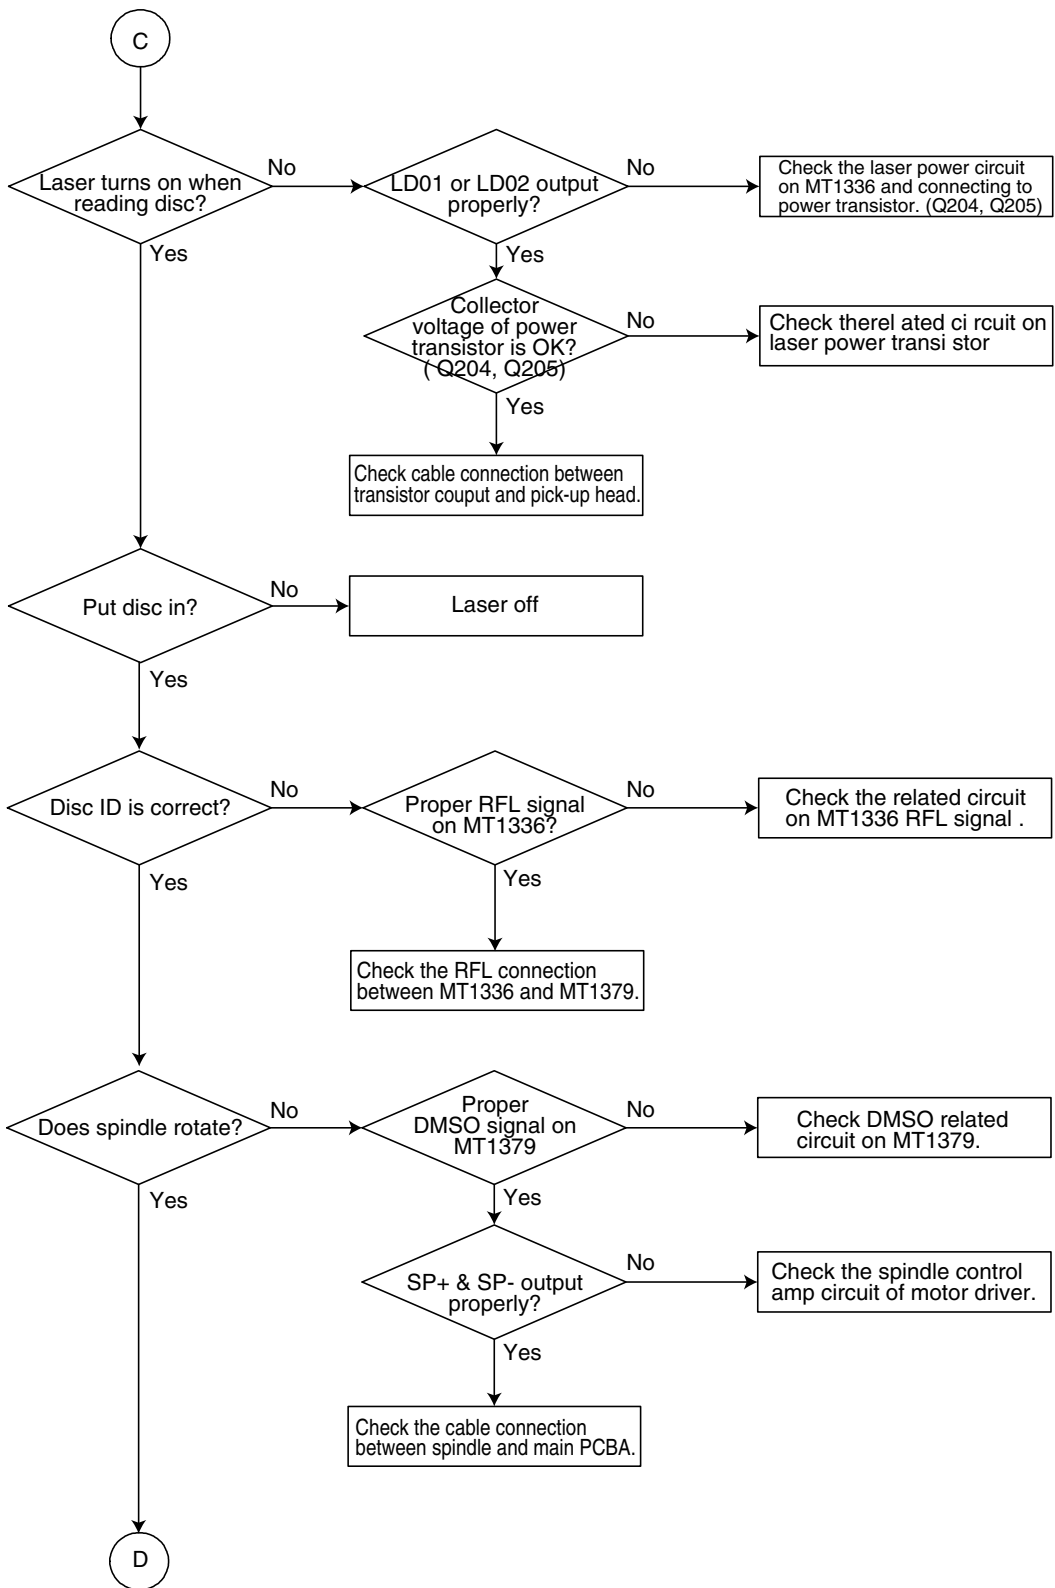 C
Laser turns on when
reading disc?
No
LD01 or LD02 output
properly?
No
Check the laser power circuit
on MT1336 and connecting to
power transistor. (Q204, Q205)
Yes
Yes
Collector
voltage of power
transistor is OK?
( Q204, Q205)
No
Check therel ated ci rcuit on
laser power transi stor
Yes
Check cable connection between
transistor couput and pick-up head.
Put disc in?
No
Laser off
Yes
Disc ID is correct?
No
Proper RFL signal
on MT1336?
No
Check the related circuit
on MT1336 RFL signal .
Yes
Yes
Check the RFL connection
between MT1336 and MT1379.
Does spindle rotate?
No
Proper
DMSO signal on
MT1379
No
Check DMSO related
circuit on MT1379.
Yes
Yes
SP+ & SP- output
properly?
No
Check the spindle control
amp circuit of motor driver.
Yes
Check the cable connection
between spindle and main PCBA.
D